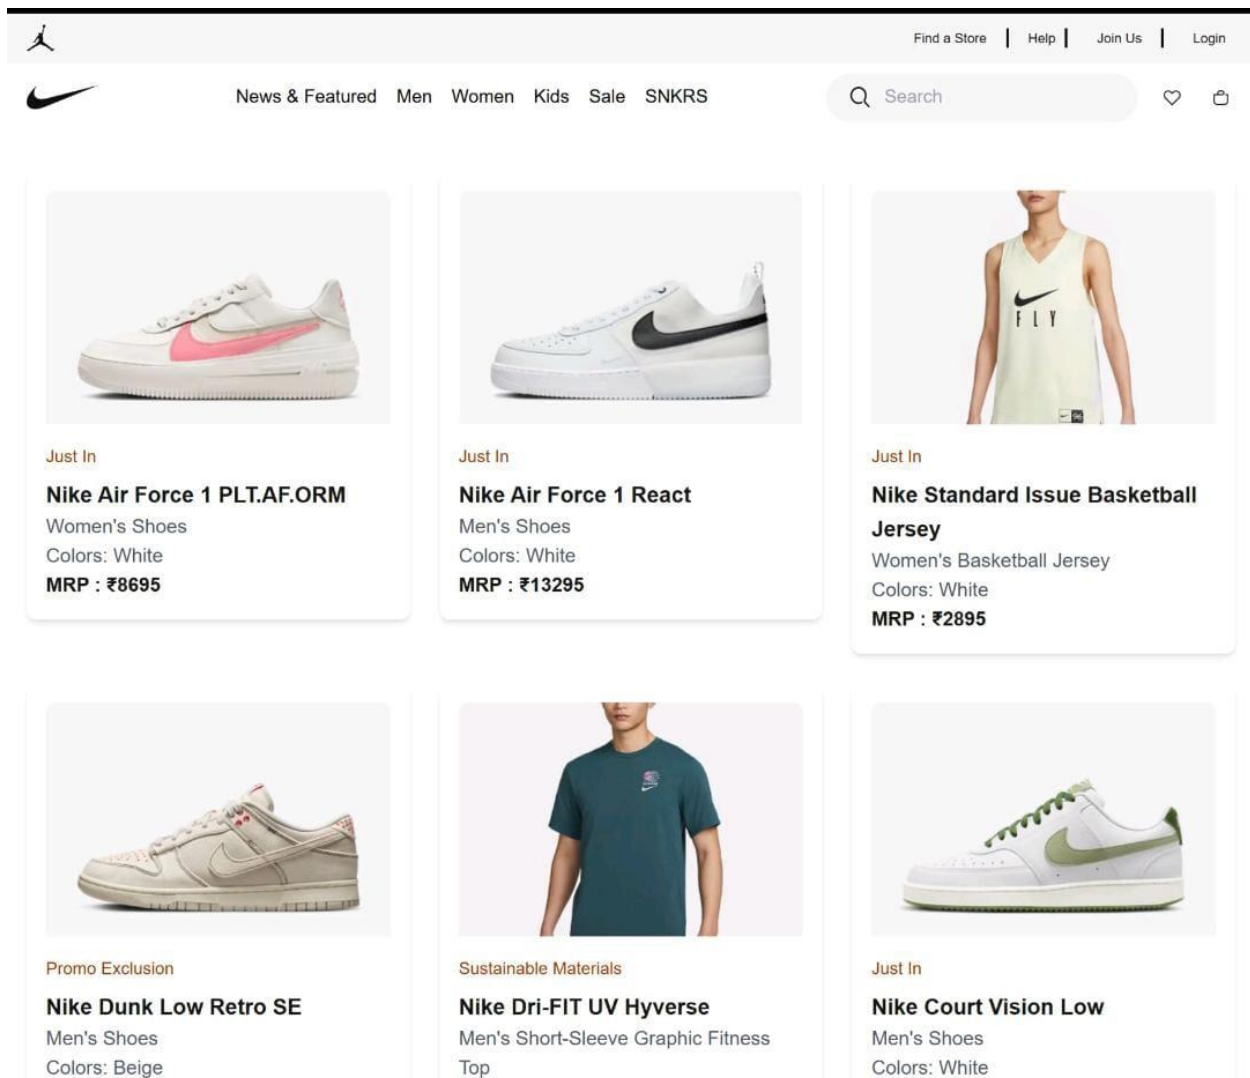 Find a Store | Help | Join Us | Login
News & Featured Men Women Kids Sale SNKRS
Search
FLY
Just In
Nike Air Force 1 PLT.AF.ORM
Women's Shoes
Colors: White
MRP : ₹8695
Just In
Nike Air Force 1 React
Men's Shoes
Colors: White
MRP : ₹13295
Just In
Nike Standard Issue Basketball
Jersey
Women's Basketball Jersey
Colors: White
MRP : ₹2895
Promo Exclusion
Nike Dunk Low Retro SE
Men's Shoes
Colors: Beige
Sustainable Materials
Nike Dri-FIT UV Hyverse
Men's Short-Sleeve Graphic Fitness
Top
Just In
Nike Court Vision Low
Men's Shoes
Colors: White